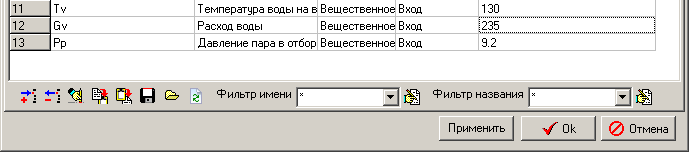 11 Tv Температура воды на в Вещественное Вход 130
12 Gv Расход воды Вещественное Вход 235
13 Pp Давление пара в отбор Вещественное Вход 9.2
Фильтр имени * Фильтр названия *
Применить Ok Отмена